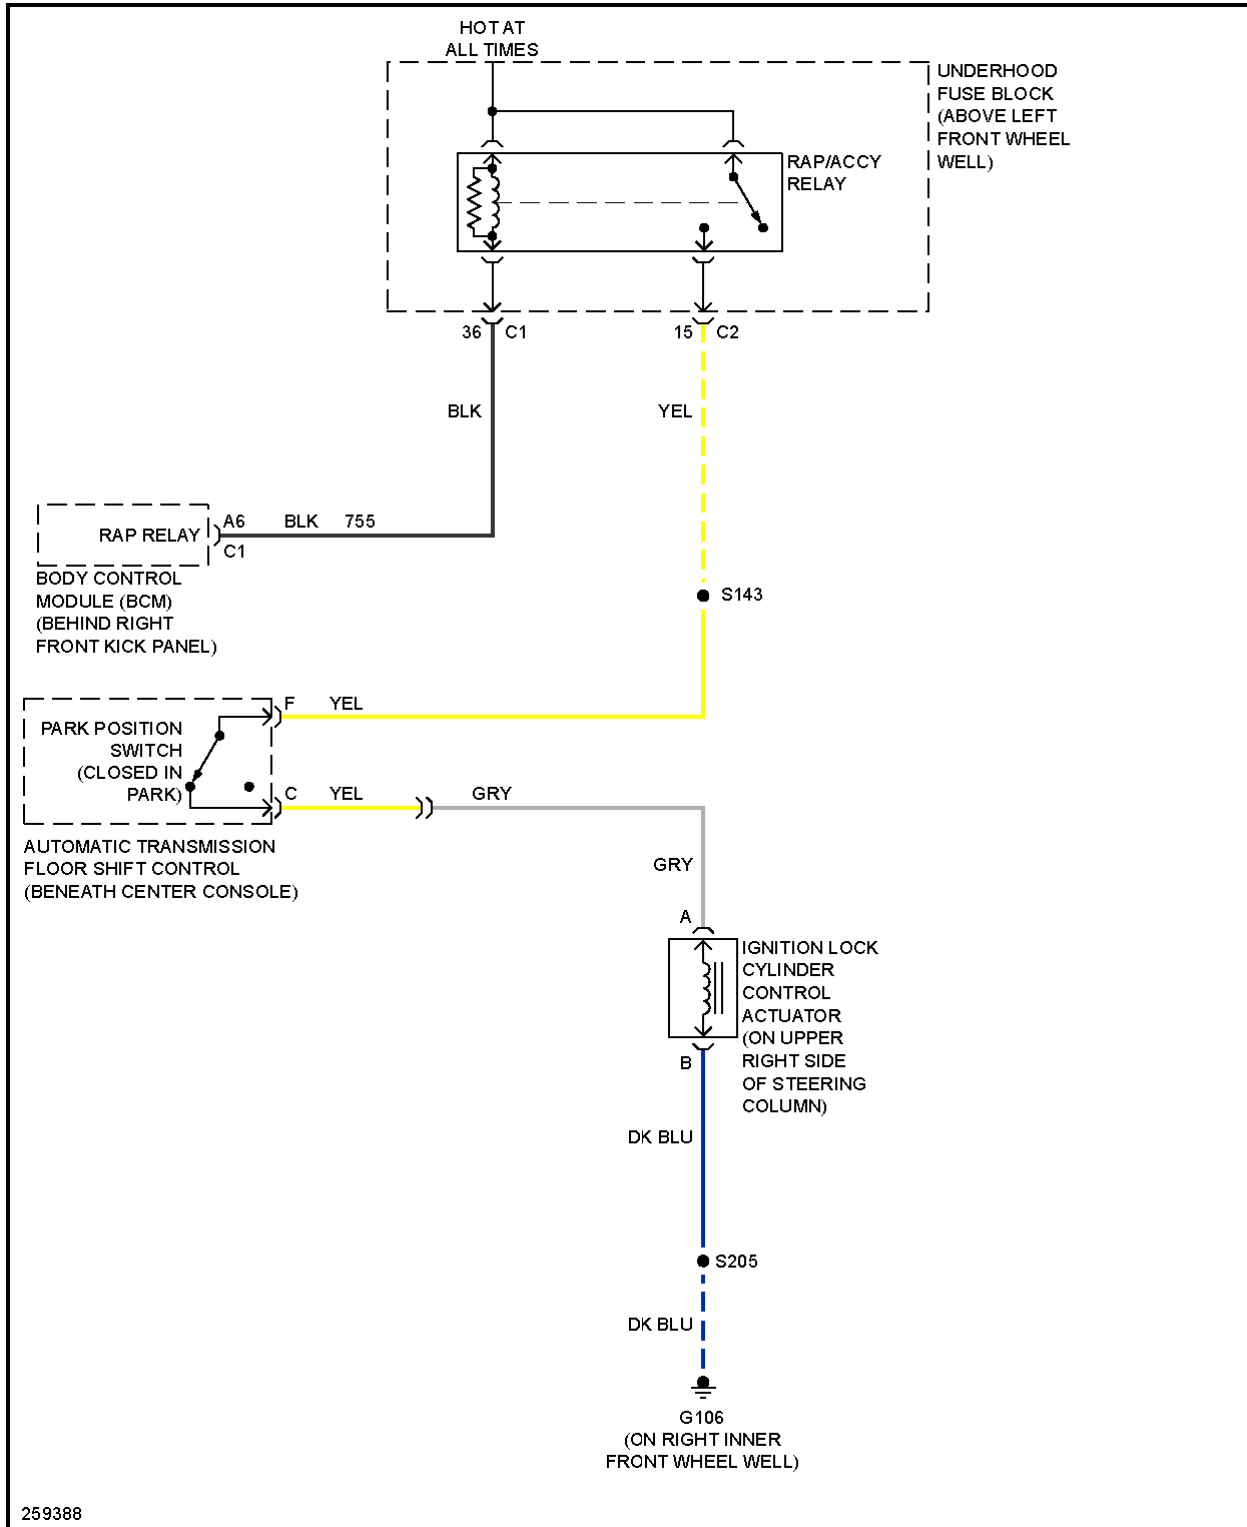 HOT AT
ALL TIMES
UNDERHOOD
FUSE BLOCK
(ABOVE LEFT
FRONT WHEEL
WELL)
RAP/ACCY
RELAY
36 C1
15 C2
BLK
YEL
RAP RELAY
A6 BLK 755
C1
BODY CONTROL
MODULE (BCM)
(BEHIND RIGHT
FRONT KICK PANEL)
S143
F YEL
PARK POSITION
SWITCH
(CLOSED IN
PARK)
C YEL GRY
AUTOMATIC TRANSMISSION
FLOOR SHIFT CONTROL
(BENEATH CENTER CONSOLE)
GRY
A
IGNITION LOCK
CYLINDER
CONTROL
ACTUATOR
(ON UPPER
RIGHT SIDE
OF STEERING
COLUMN)
B
DK BLU
S205
DK BLU
G106
(ON RIGHT INNER
FRONT WHEEL WELL)
259388